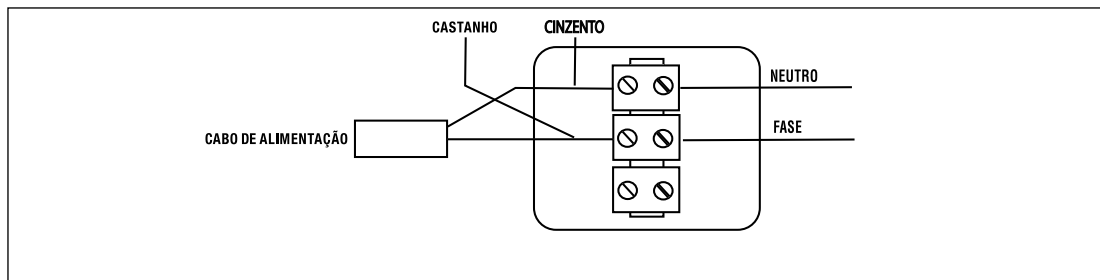 CASTANHO
CINZENTO
NEUTRO
FASE
CABO DE ALIMENTAÇÃO